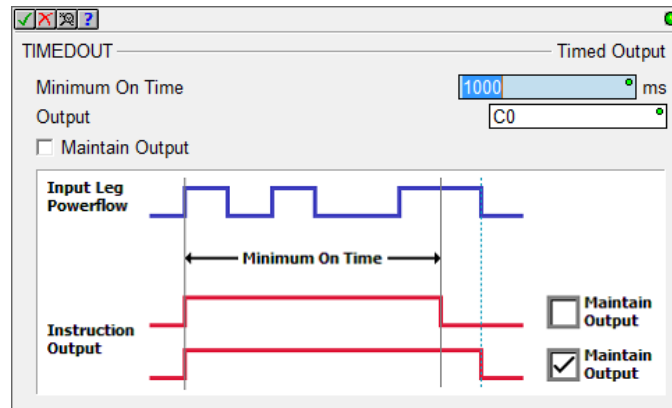 ?
TIMEDOUT Timed Output
Minimum On Time 1000 ms
Output C0
Maintain Output
Input Leg
Powerflow
Minimum On Time
Maintain
Output
Instruction
Output
Maintain
Output